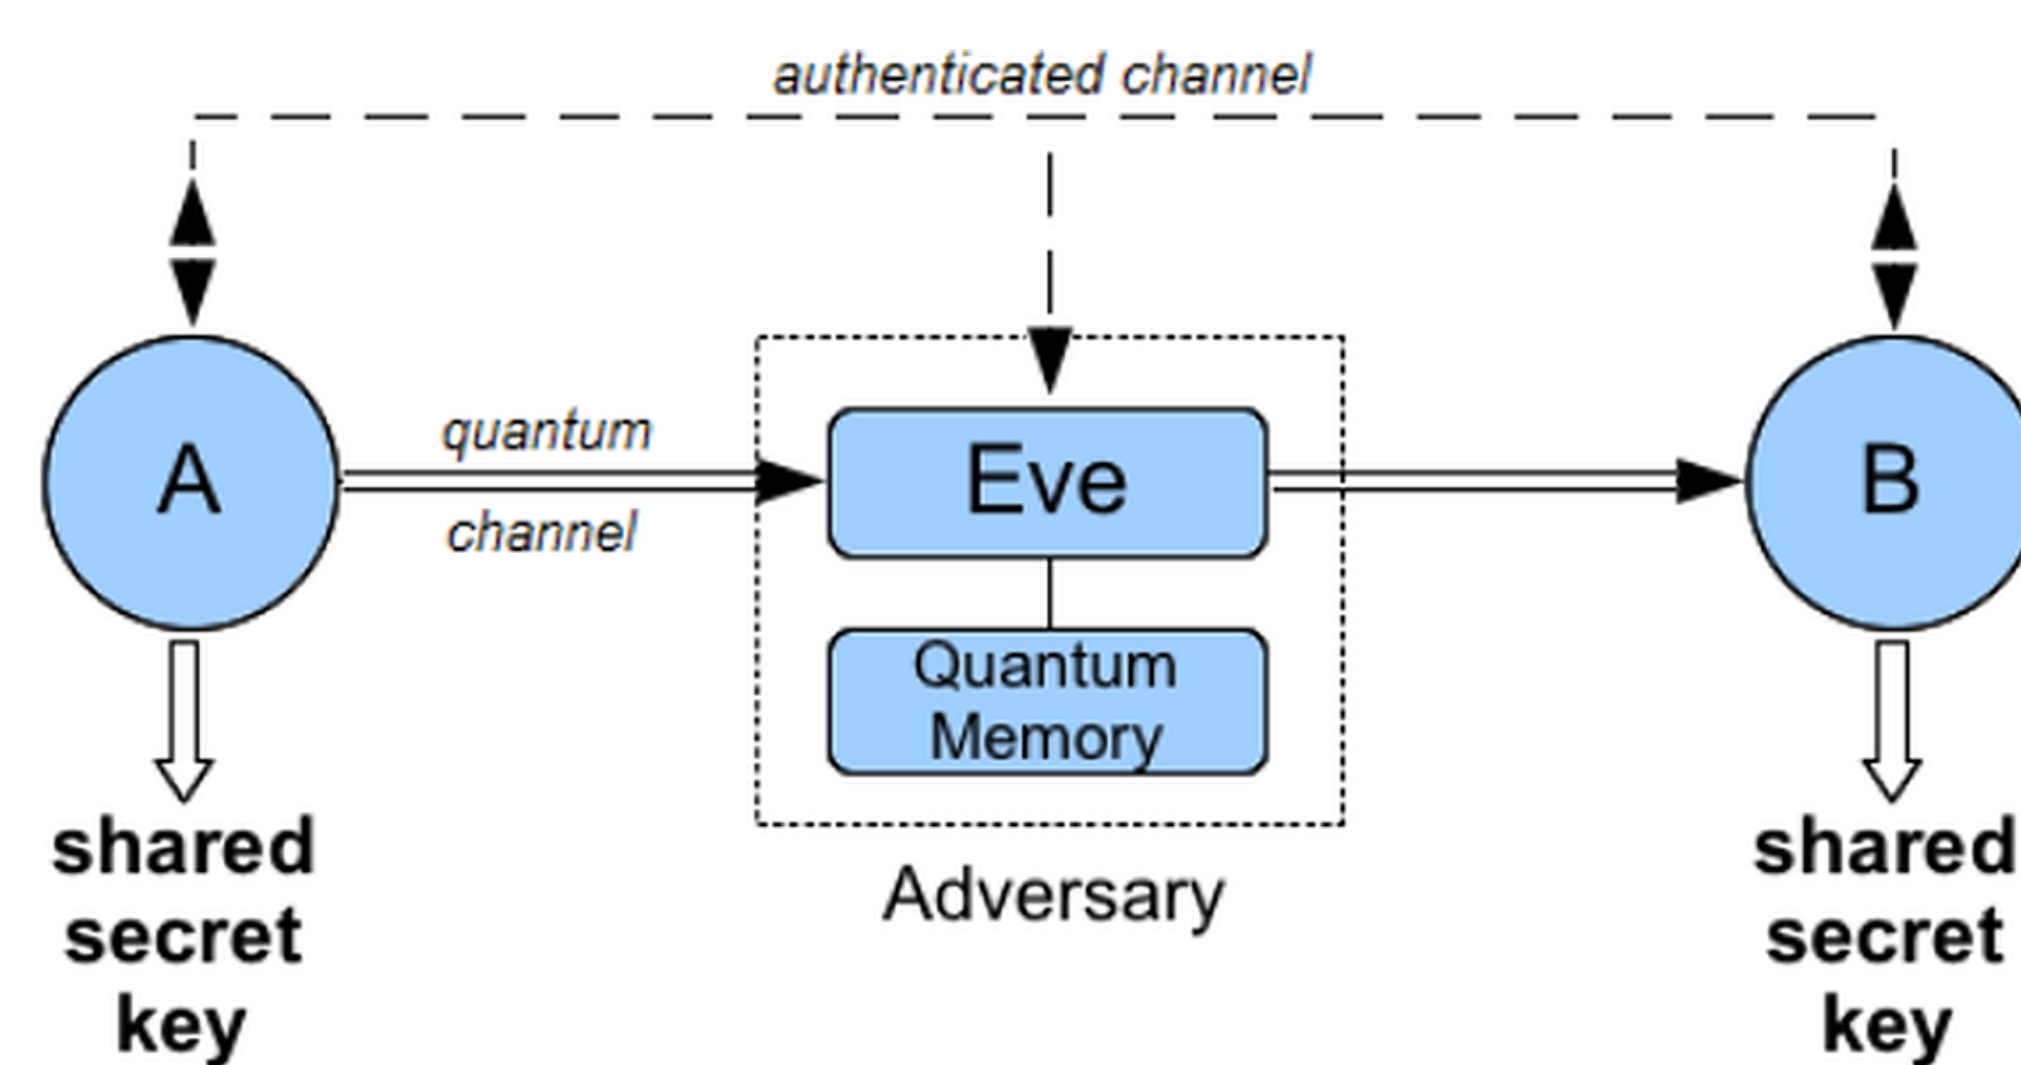 authenticated channel
A
quantum
channel
Eve
B
Quantum
Memory
Adversary
shared
secret
key
shared
secret
key